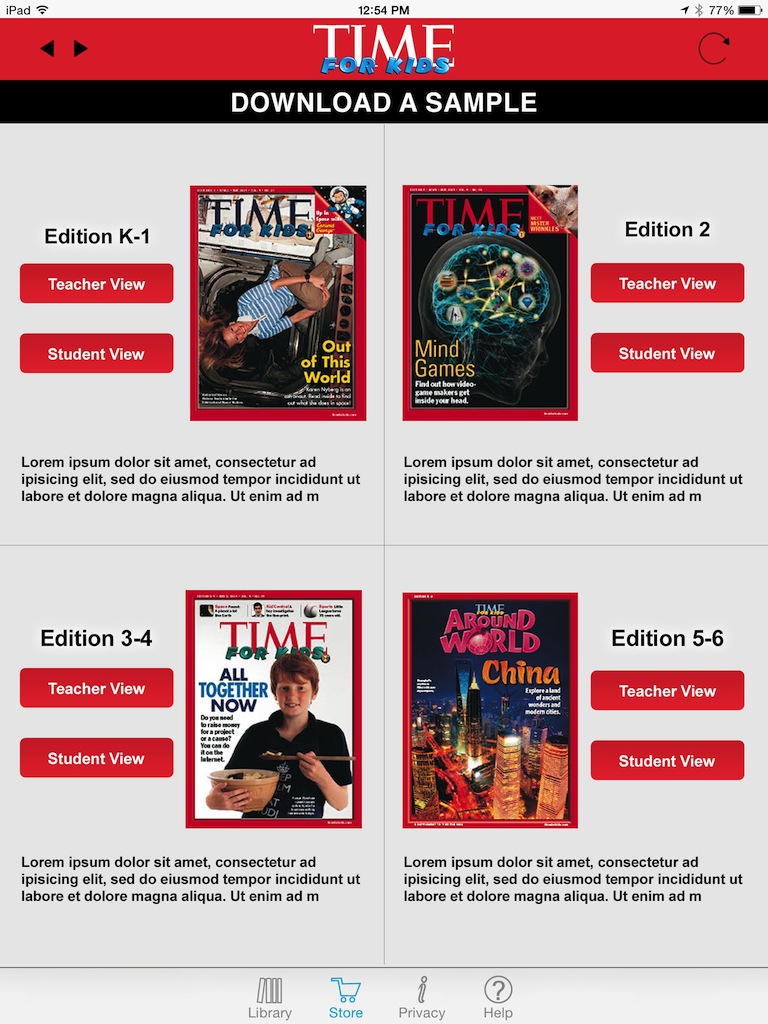 iPad 12:54 PM 77%
TIME
FOR KIDS
DOWNLOAD A SAMPLE
Edition K-1
Teacher View
Student View
TIME
FOR KIDS
Up in
Space with
Curious
George
Out
of This
World
Karen Nyberg is an
astronaut. Read inside to find
out what she does in space!
Lorem ipsum dolor sit amet, consectetur ad
ipisicing elit, sed do eiusmod tempor incididunt ut
labore et dolore magna aliqua. Ut enim ad m
TIME
FOR KIDS
MEET
MISTER
WRINKLES
Mind
Games
Find out how video-
game makers get
inside your head.
Edition 2
Teacher View
Student View
Lorem ipsum dolor sit amet, consectetur ad
ipisicing elit, sed do eiusmod tempor incididunt ut
labore et dolore magna aliqua. Ut enim ad m
Edition 3-4
Teacher View
Student View
TIME
FOR KIDS
ALL
TOGETHER
NOW
Do you need
to raise money
for a project
or a cause?
You can do
it on the
Internet.
KEEP
Lorem ipsum dolor sit amet, consectetur ad
ipisicing elit, sed do eiusmod tempor incididunt ut
labore et dolore magna aliqua. Ut enim ad m
TIME
FOR KIDS
AROUND
WORLD
China
Explore a land
of ancient
wonders and
modern cities.
Edition 5-6
Teacher View
Student View
Lorem ipsum dolor sit amet, consectetur ad
ipisicing elit, sed do eiusmod tempor incididunt ut
labore et dolore magna aliqua. Ut enim ad m
Library Store Privacy Help